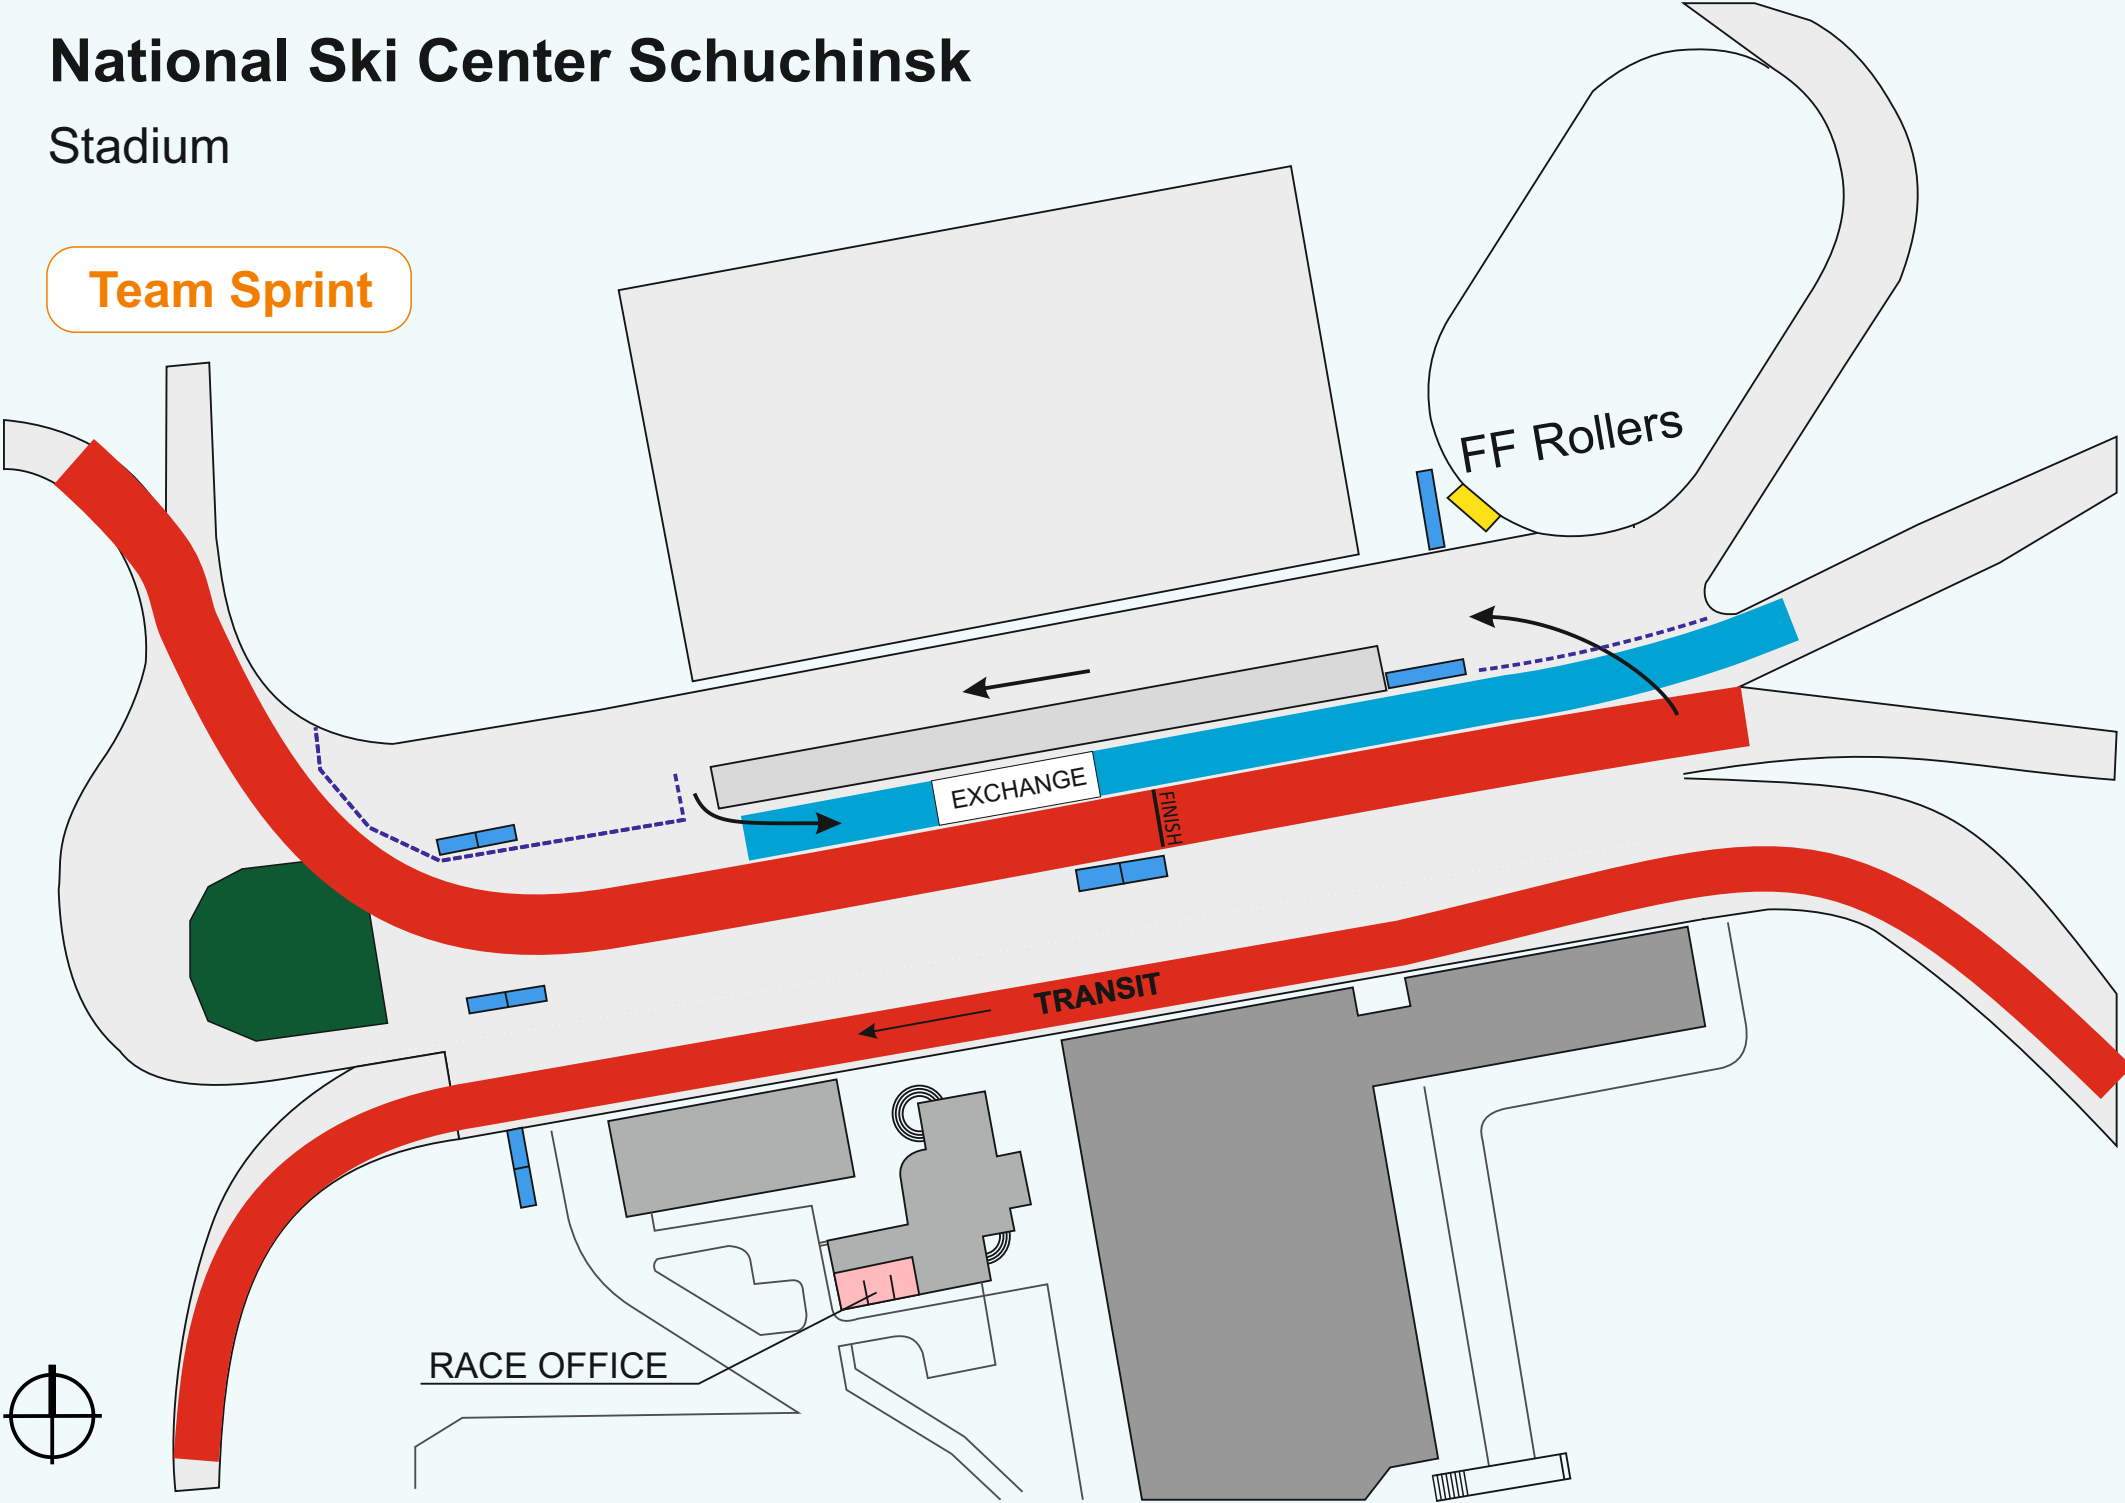 National Ski Center Schuchinsk
Stadium
Team Sprint
FF Rollers
EXCHANGE
FINISH
TRANSIT
RACE OFFICE